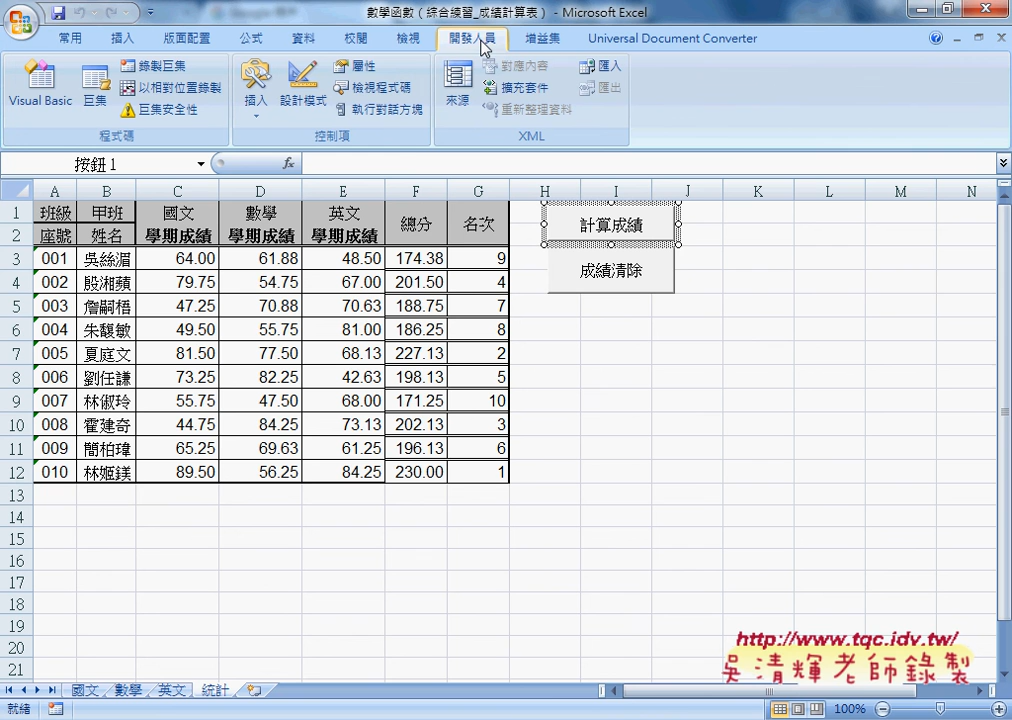 數學函數（綜合練習_成績計算表） - Microsoft Excel
常用 插入 版面配置 公式 資料 校閱 檢視 開發人員 增益集 Universal Document Converter
Visual Basic 巨集 錄製巨集 以相對位置錄製 巨集安全性 程式碼
插入 設計模式 屬性 檢視程式碼 執行對話方塊 控制項
來源 對應內容 擴充套件 重新整理資料 匯入 匯出 XML
按鈕 1 fx
A B C D E F G H I J K L M N
1 班級 甲班 國文 數學 英文 總分 名次
2 座號 姓名 學期成績 學期成績 學期成績
計算成績
成績清除
3 001 吳絲湄 64.00 61.88 48.50 174.38 9
4 002 殷湘蘋 79.75 54.75 67.00 201.50 4
5 003 詹嗣梧 47.25 70.88 70.63 188.75 7
6 004 朱馥敏 49.50 55.75 81.00 186.25 8
7 005 夏庭文 81.50 77.50 68.13 227.13 2
8 006 劉任謙 73.25 82.25 42.63 198.13 5
9 007 林俶玲 55.75 47.50 68.00 171.25 10
10 008 霍建奇 44.75 84.25 73.13 202.13 3
11 009 簡柏瑋 65.25 69.63 61.25 196.13 6
12 010 林姬鎂 89.50 56.25 84.25 230.00 1
13
14
15
16
17
18
19
20
21
http://www.tqc.idv.tw/
吳清輝老師錄製
國文 數學 英文 統計
就緒 100%